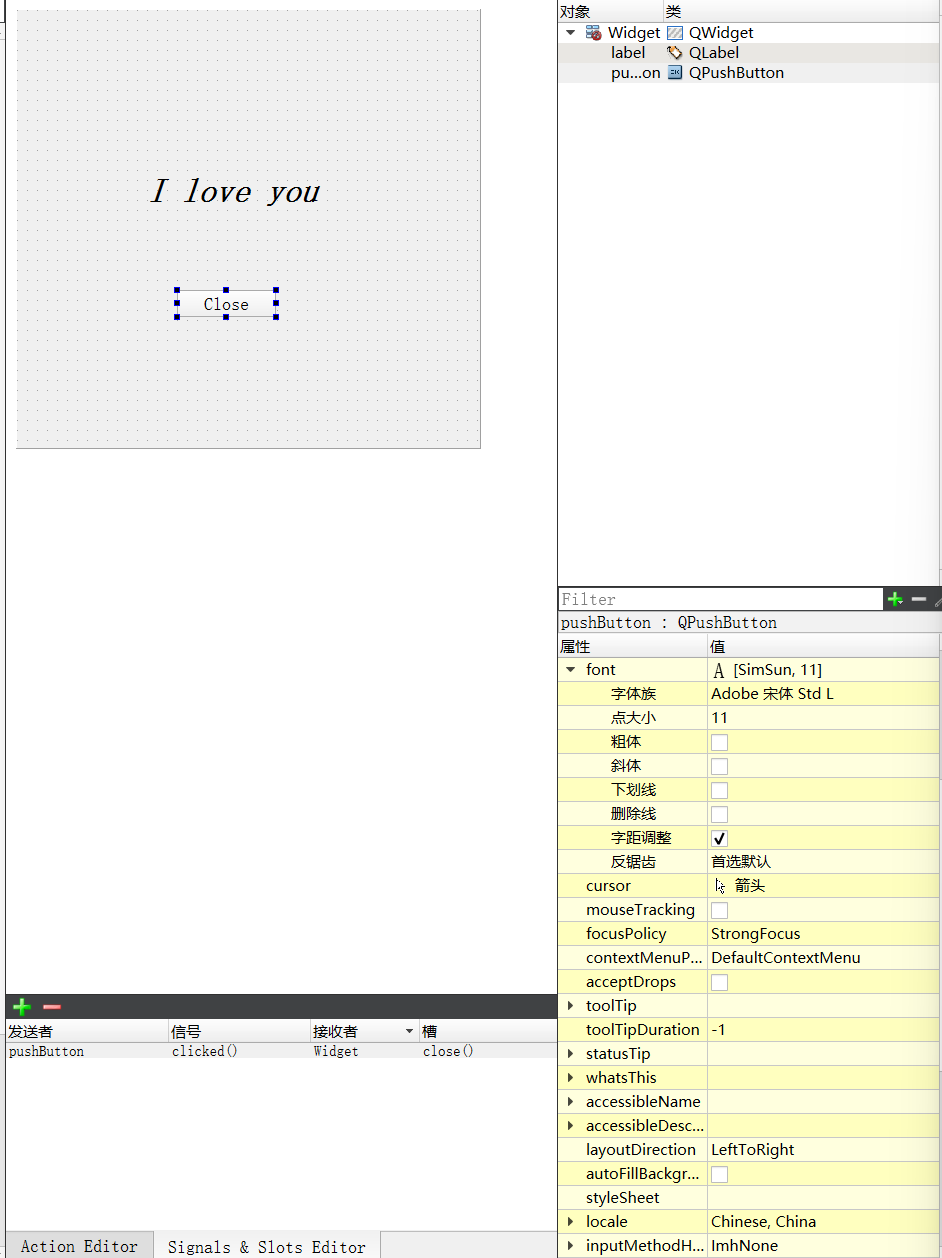 I love you
Close
对象 类
Widget QWidget
label QLabel
pu...on QPushButton
Filter
pushButton : QPushButton
属性 值
font A [SimSun, 11]
字体族 Adobe 宋体 Std L
点大小 11
粗体
斜体
下划线
删除线
字距调整
反锯齿 首选默认
cursor 箭头
mouseTracking
focusPolicy StrongFocus
contextMenuP... DefaultContextMenu
acceptDrops
toolTip
toolTipDuration -1
statusTip
whatsThis
accessibleName
accessibleDesc...
layoutDirection LeftToRight
autoFillBackgr...
styleSheet
locale Chinese, China
inputMethodH... ImhNone
发送者 信号 接收者 槽
pushButton clicked() Widget close()
Action Editor Signals & Slots Editor